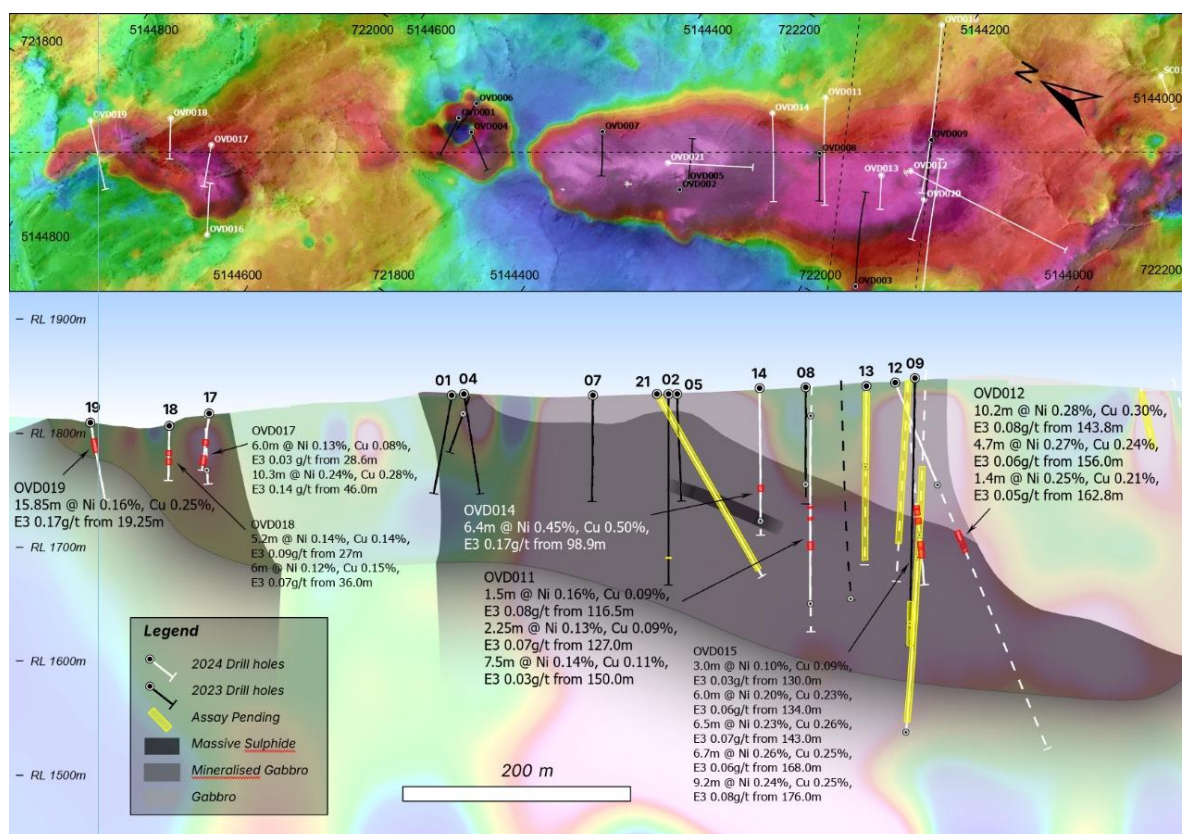 5144800
722000
5144600
5144400
722200
OVD010
5144200
721800
SC01
5144000
OVD019
OVD018
OVD006
OVD001
OVD004
OVD017
OVD007
OVD014
OVD011
N
OVD009
OVD008
OVD021
OVD005
OVD002
OVD013
OVD012
OVD020
OVD016
OVD003
5144800
5144600
721800
5144400
722000
5144000
722200
RL 1900m
RL 1800m
RL 1700m
RL 1600m
RL 1500m
19
18
17
01
04
07
21
02
05
14
08
13
12
09
OVD017
6.0m @ Ni 0.13%, Cu 0.08%,
E3 0.03 g/t from 28.6m
10.3m @ Ni 0.24%, Cu 0.28%,
E3 0.14 g/t from 46.0m
OVD012
10.2m @ Ni 0.28%, Cu 0.30%,
E3 0.08g/t from 143.8m
4.7m @ Ni 0.27%, Cu 0.24%,
E3 0.06g/t from 156.0m
1.4m @ Ni 0.25%, Cu 0.21%,
E3 0.05g/t from 162.8m
OVD019
15.85m @ Ni 0.16%, Cu 0.25%,
E3 0.17g/t from 19.25m
OVD018
5.2m @ Ni 0.14%, Cu 0.14%,
E3 0.09g/t from 27m
6m @ Ni 0.12%, Cu 0.15%,
E3 0.07g/t from 36.0m
OVD014
6.4m @ Ni 0.45%, Cu 0.50%,
E3 0.17g/t from 98.9m
OVD011
1.5m @ Ni 0.16%, Cu 0.09%,
E3 0.08g/t from 116.5m
2.25m @ Ni 0.13%, Cu 0.09%,
E3 0.07g/t from 127.0m
7.5m @ Ni 0.14%, Cu 0.11%,
E3 0.03g/t from 150.0m
OVD015
3.0m @ Ni 0.10%, Cu 0.09%,
E3 0.03g/t from 130.0m
6.0m @ Ni 0.20%, Cu 0.23%,
E3 0.06g/t from 134.0m
6.5m @ Ni 0.23%, Cu 0.26%,
E3 0.07g/t from 143.0m
6.7m @ Ni 0.26%, Cu 0.25%,
E3 0.06g/t from 168.0m
9.2m @ Ni 0.24%, Cu 0.25%,
E3 0.08g/t from 176.0m
Legend
2024 Drill holes
2023 Drill holes
Assay Pending
Massive Sulphide
Mineralised Gabbro
Gabbro
200 m